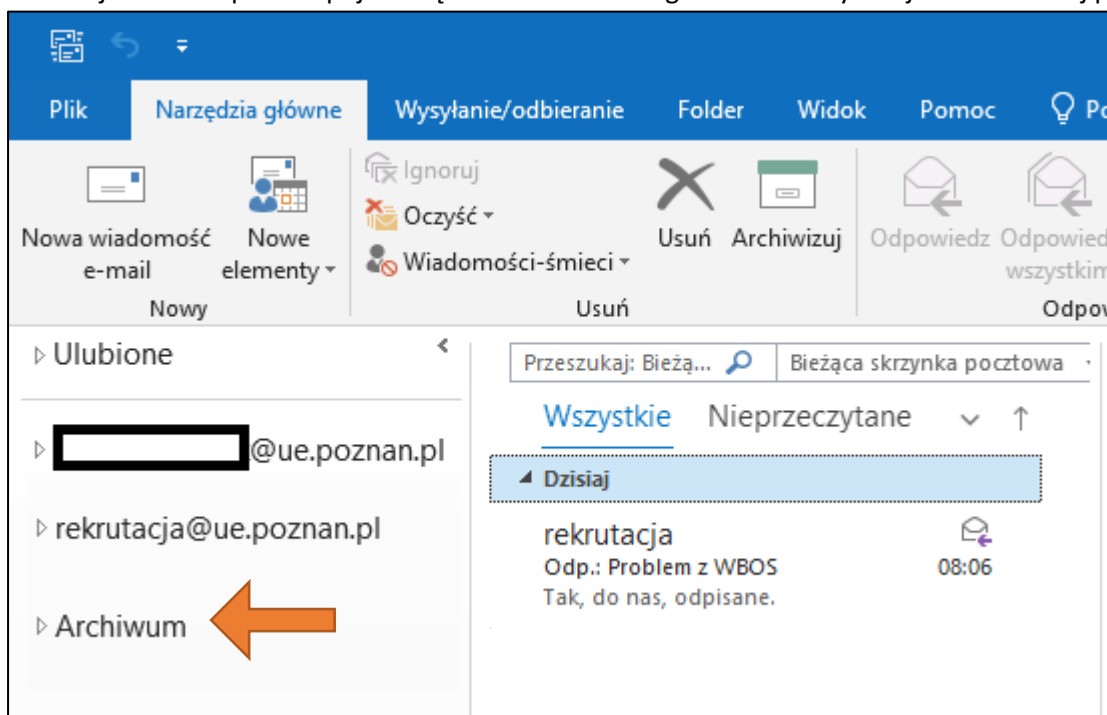 Plik Narzędzia główne Wysyłanie/odbieranie Folder Widok Pomoc
Ignoruj
Oczyść
Wiadomości-śmieci
Nowa wiadomość e-mail
Nowe elementy
Usuń Archiwizuj Odpowiedz
Nowy Usuń
Ulubione
Przeszukaj: Bieżą... Bieżąca skrzynka pocztowa
Wszystkie Nieprzeczytane
@ue.poznan.pl
Dzisiaj
rekrutacja@ue.poznan.pl
rekrutacja
Odp.: Problem z WBOS 08:06
Tak, do nas, odpisane.
Archiwum